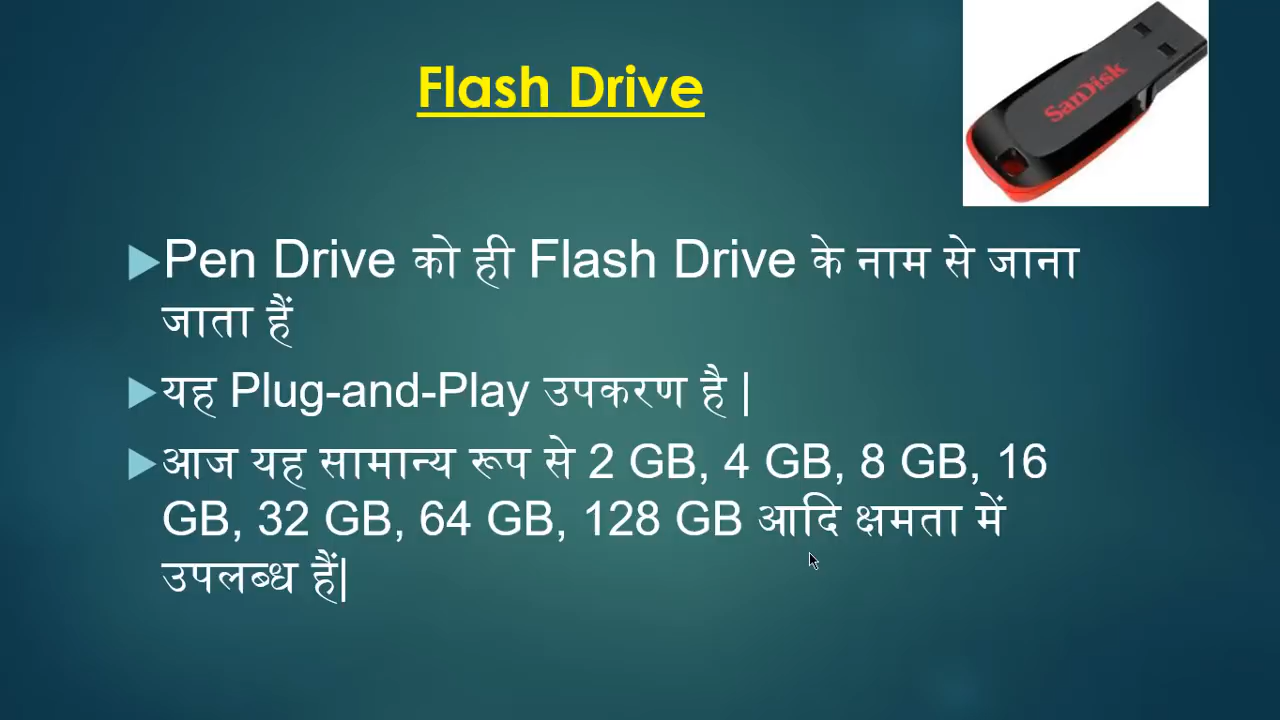 Flash Drive
SanDisk
Pen Drive को ही Flash Drive के नाम से जाना
जाता हैं
यह Plug-and-Play उपकरण है |
आज यह सामान्य रूप से 2 GB, 4 GB, 8 GB, 16
GB, 32 GB, 64 GB, 128 GB आदि क्षमता में
उपलब्ध हैं|